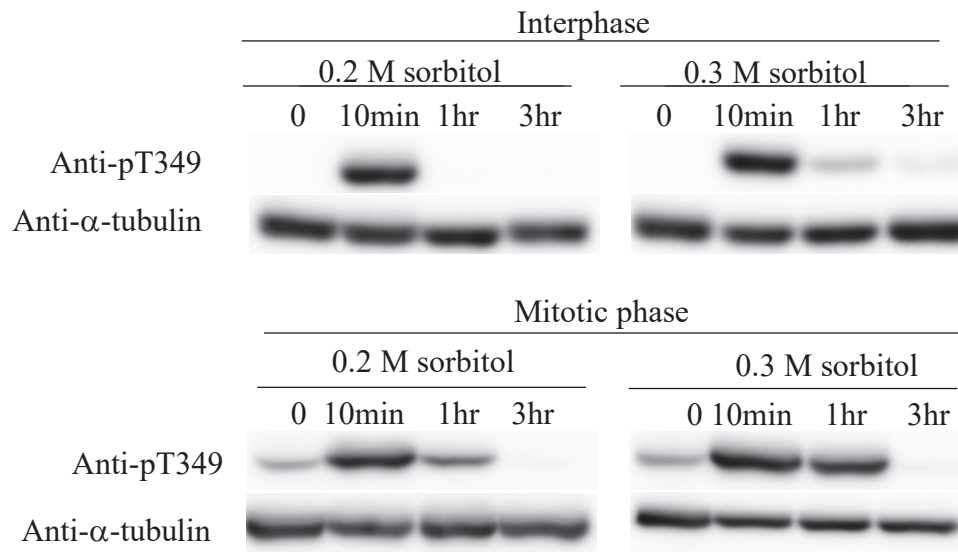 Interphase
0.2 M sorbitol 0.3 M sorbitol
0 10min 1hr 3hr 0 10min 1hr 3hr
Anti-pT349
Anti-α-tubulin
Mitotic phase
0.2 M sorbitol 0.3 M sorbitol
0 10min 1hr 3hr 0 10min 1hr 3hr
Anti-pT349
Anti-α-tubulin